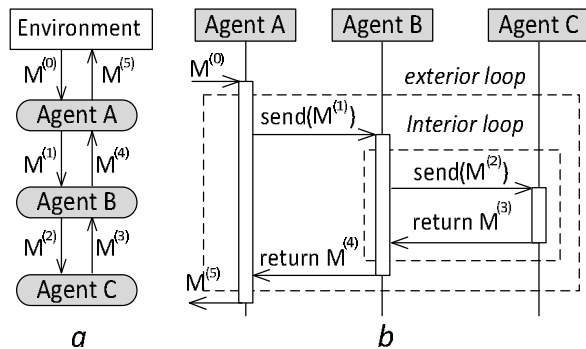 Environment
M(0) M(5)
Agent A
M(1) M(4)
Agent B
M(2) M(3)
Agent C
a
Agent A Agent B Agent C
M(0)
exterior loop
send(M(1))
Interior loop
send(M(2))
return M(3)
return M(4)
M(5)
b